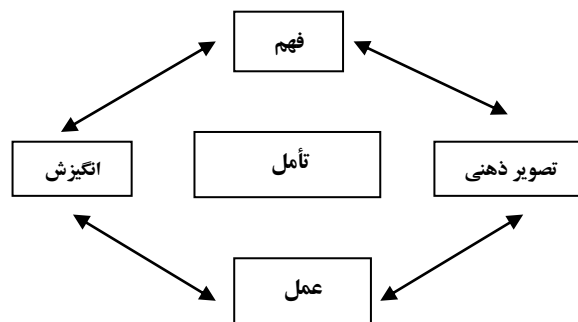 فهم
تصویر ذهنی
تأمل
انگیزش
عمل